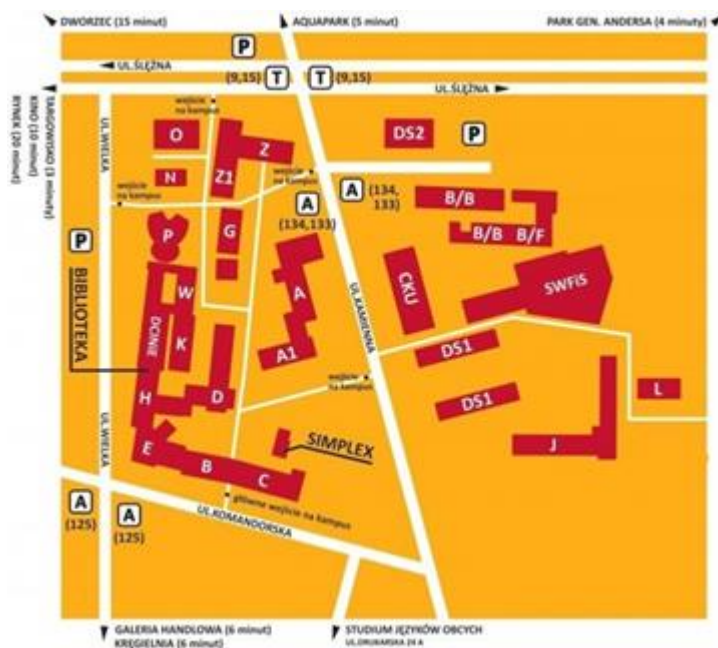 DWORZEC (15 minut)
AQUAPARK (5 minut)
PARK GEN. ANDERSA (4 minuty)
P
UL.ŚLĘŻNA
(9,15) T
T (9,15)
UL.ŚLĘŻNA
TARGOWISKO (3 minuty)
KINO (10 minut)
RYNEK (20 minut)
UL.WIELKA
wejście
na kampus
O
Z
DS2
P
N
Z1
wejście
na kampus
A
(134,
133)
wejście
na kampus
B/B
A
(134,133)
P
G
B/B B/F
P
BIBLIOTEKA
W
A
CKU
SWFiS
DCINIE
K
UL.KAMIENNA
A1
DS1
wejście
na kampus
L
H
D
DS1
UL.WIELKA
E
SIMPLEX
J
B
C
A
(125)
A
(125)
główne wejście na kampus
UL.KOMANDORSKA
GALERIA HANDLOWA (6 minut)
KRĘGIELNIA (6 minut)
STUDIUM JĘZYKÓW OBCYCH
UL.DRUKARSKA 24 A